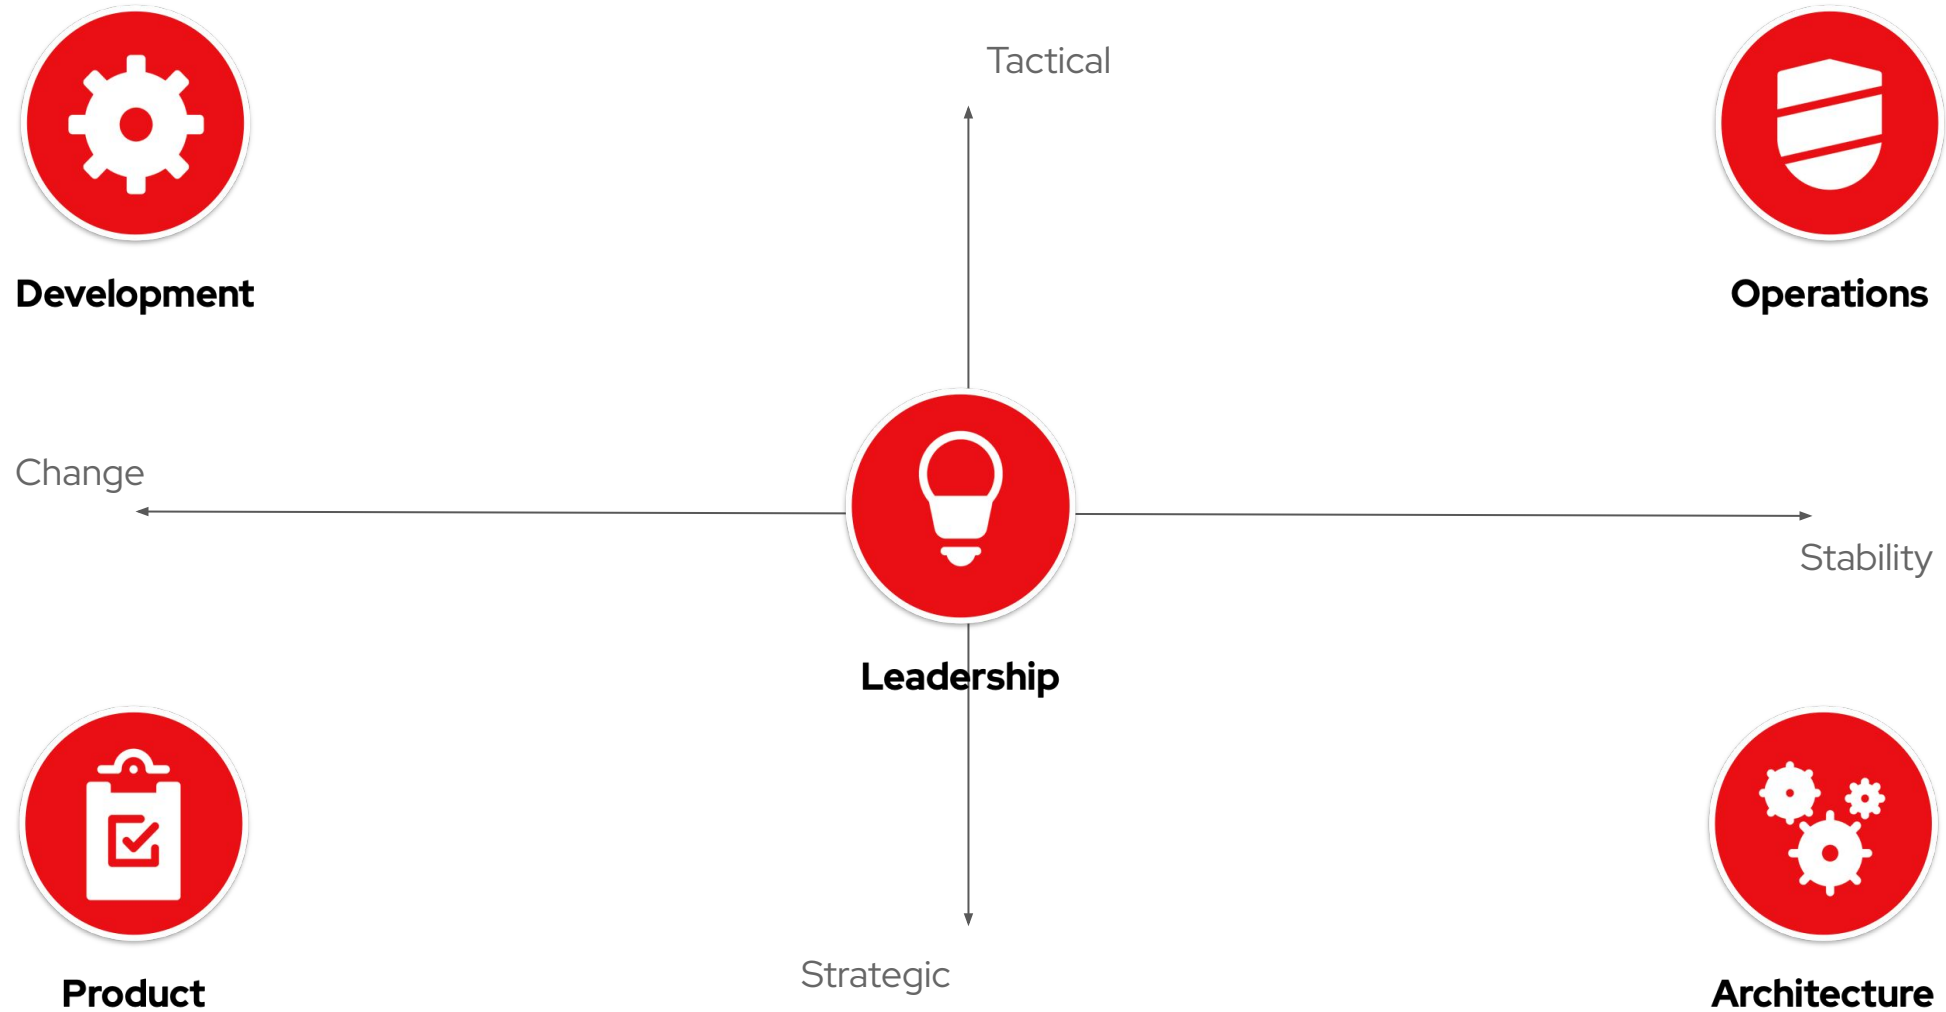 Tactical
Development
Operations
Change
Stability
Leadership
Strategic
Product
Architecture